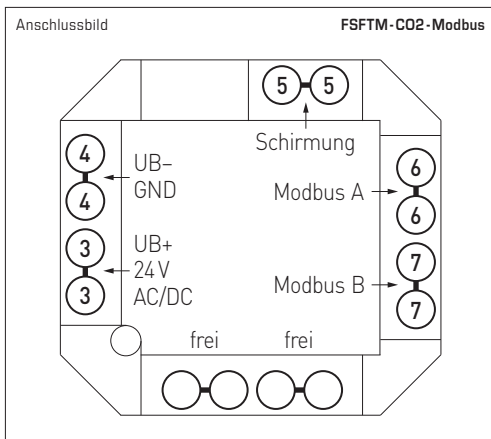 Anschlussbild
FSFTM-CO2-Modbus
5 5
Schirmung
4
UB–
GND
4
Modbus A
6
6
3
UB+
24 V
AC/DC
3
Modbus B
7
7
frei frei